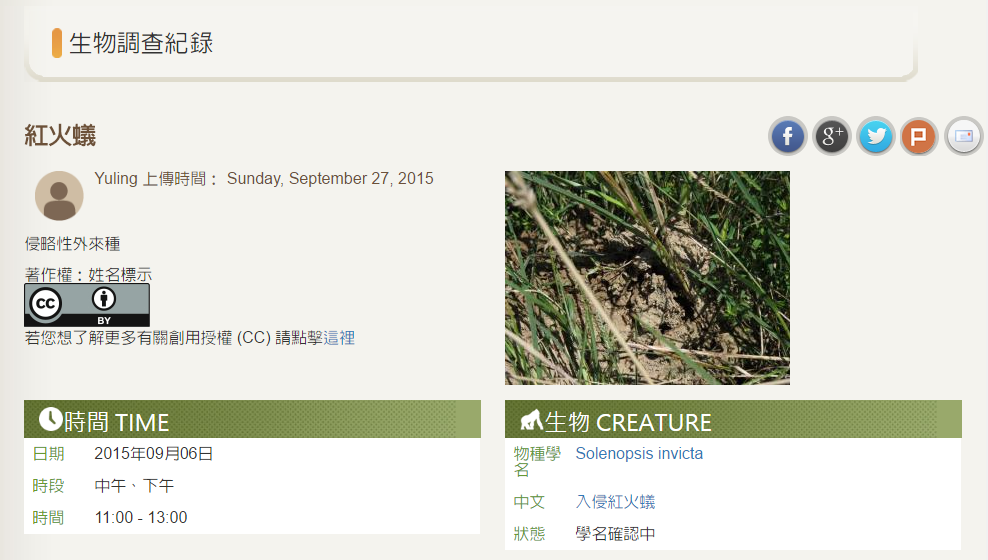 生物調查紀錄
紅火蟻
Yuling 上傳時間： Sunday, September 27, 2015
侵略性外來種
著作權：姓名標示
CC
BY
若您想了解更多有關創用授權 (CC) 請點擊這裡
時間 TIME
日期 2015年09月06日
時段 中午、下午
時間 11:00 - 13:00
生物 CREATURE
物種學名 Solenopsis invicta
中文 入侵紅火蟻
狀態 學名確認中